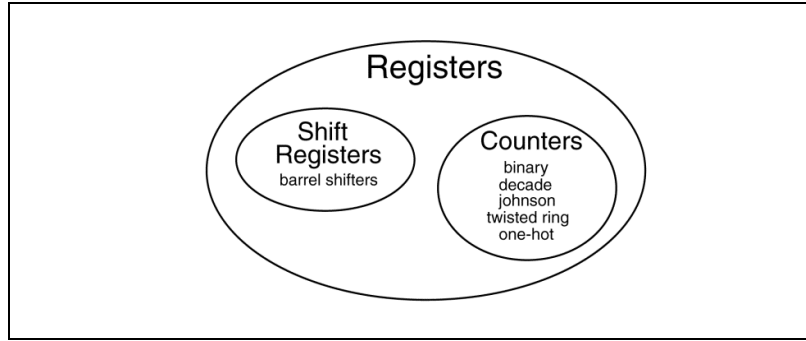 Registers
Shift
Registers
barrel shifters
Counters
binary
decade
johnson
twisted ring
one-hot